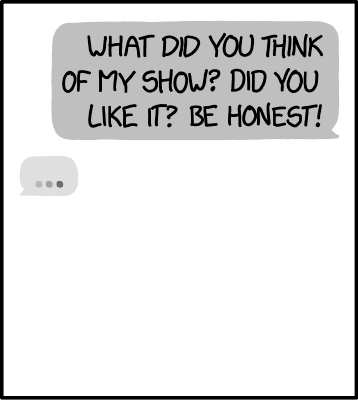 WHAT DID YOU THINK
OF MY SHOW? DID YOU
LIKE IT? BE HONEST!
...